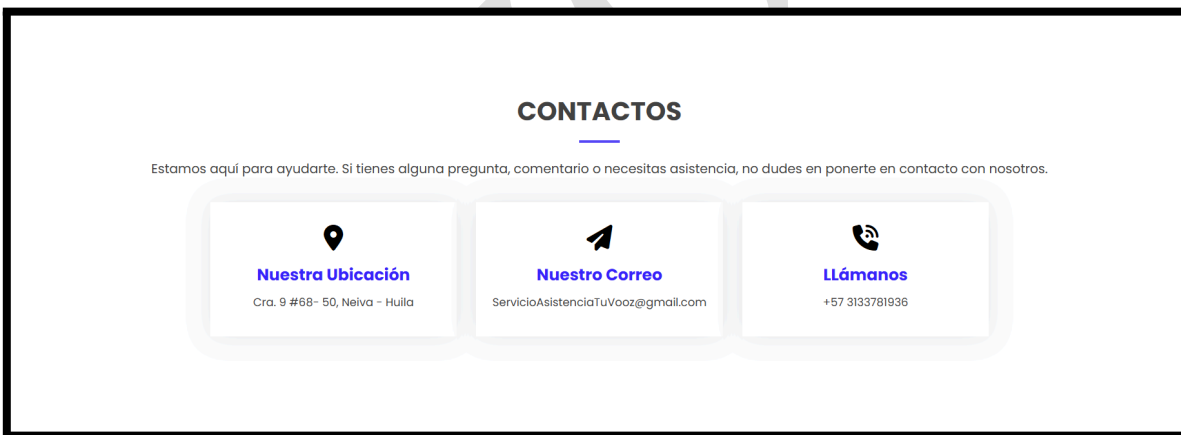 CONTACTOS
Estamos aquí para ayudarte. Si tienes alguna pregunta, comentario o necesitas asistencia, no dudes en ponerte en contacto con nosotros.
Nuestra Ubicación
Cra. 9 #68- 50, Neiva - Huila
Nuestro Correo
ServicioAsistenciaTuVooz@gmail.com
LLámanos
+57 3133781936